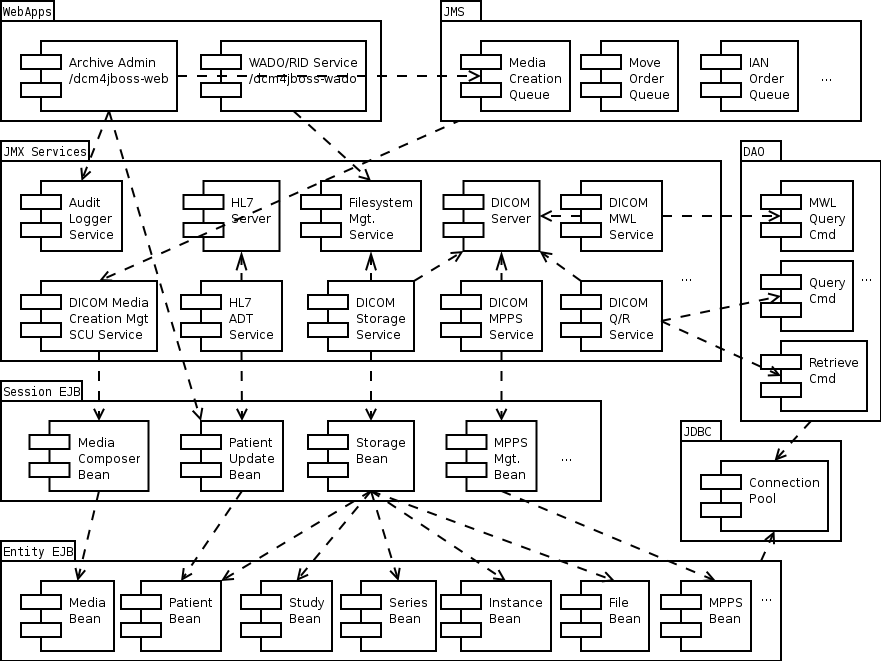 WebApps
Archive Admin
/dcm4jboss-web
WADO/RID Service
/dcm4jboss-wado
JMS
Media
Creation
Queue
Move
Order
Queue
IAN
Order
Queue
...
JMX Services
Audit
Logger
Service
HL7
Server
Filesystem
Mgt.
Service
DICOM
Server
DICOM
MWL
Service
DICOM Media
Creation Mgt
SCU Service
HL7
ADT
Service
DICOM
Storage
Service
DICOM
MPPS
Service
DICOM
Q/R
Service
...
DAO
MWL
Query
Cmd
Query
Cmd
...
Retrieve
Cmd
Session EJB
Media
Composer
Bean
Patient
Update
Bean
Storage
Bean
MPPS
Mgt.
Bean
...
JDBC
Connection
Pool
Entity EJB
Media
Bean
Patient
Bean
Study
Bean
Series
Bean
Instance
Bean
File
Bean
MPPS
Bean
...